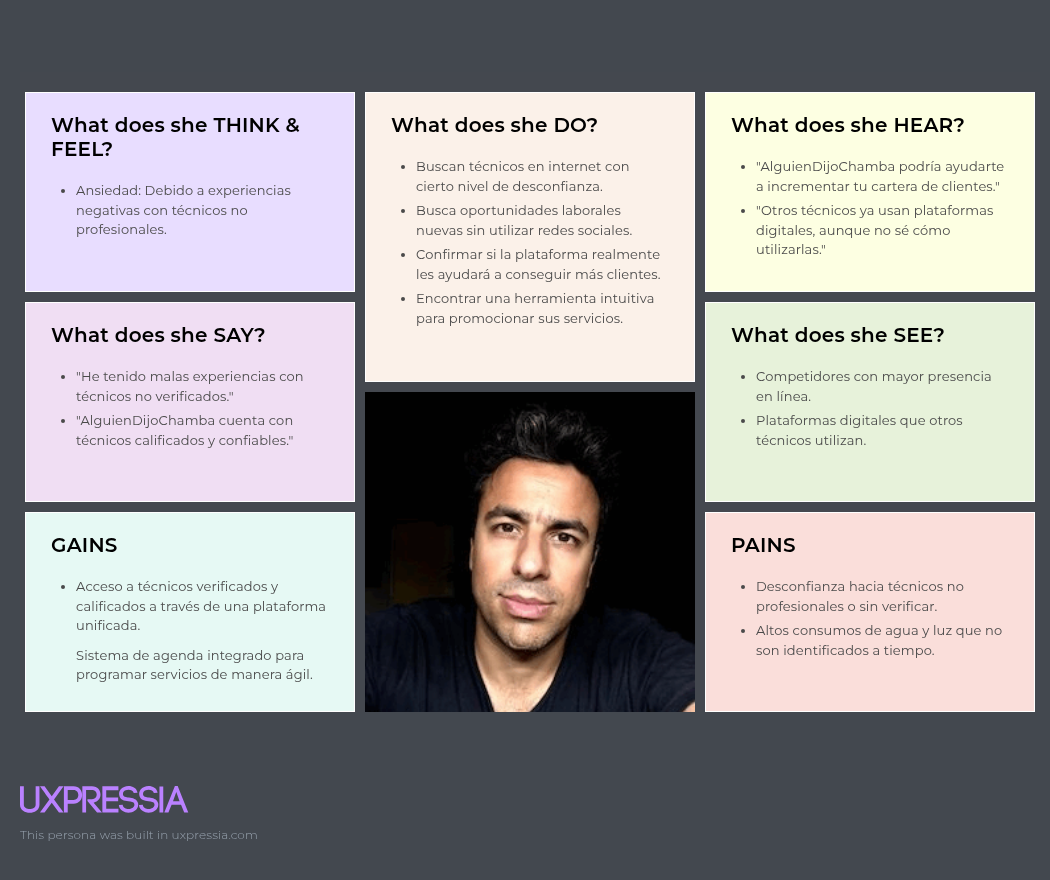 What does she THINK &
FEEL?
• Ansiedad: Debido a experiencias
negativas con técnicos no
profesionales.
What does she SAY?
• "He tenido malas experiencias con
técnicos no verificados."
• "AlguienDijoChamba cuenta con
técnicos calificados y confiables."
GAINS
• Acceso a técnicos verificados y
calificados a través de una plataforma
unificada.
Sistema de agenda integrado para
programar servicios de manera ágil.
What does she DO?
• Buscan técnicos en internet con
cierto nivel de desconfianza.
• Busca oportunidades laborales
nuevas sin utilizar redes sociales.
• Confirmar si la plataforma realmente
les ayudará a conseguir más clientes.
• Encontrar una herramienta intuitiva
para promocionar sus servicios.
What does she HEAR?
• "AlguienDijoChamba podría ayudarte
a incrementar tu cartera de clientes."
• "Otros técnicos ya usan plataformas
digitales, aunque no sé cómo
utilizarlas."
What does she SEE?
• Competidores con mayor presencia
en línea.
• Plataformas digitales que otros
técnicos utilizan.
PAINS
• Desconfianza hacia técnicos no
profesionales o sin verificar.
• Altos consumos de agua y luz que no
son identificados a tiempo.
UXPRESSIA
This persona was built in uxpressia.com